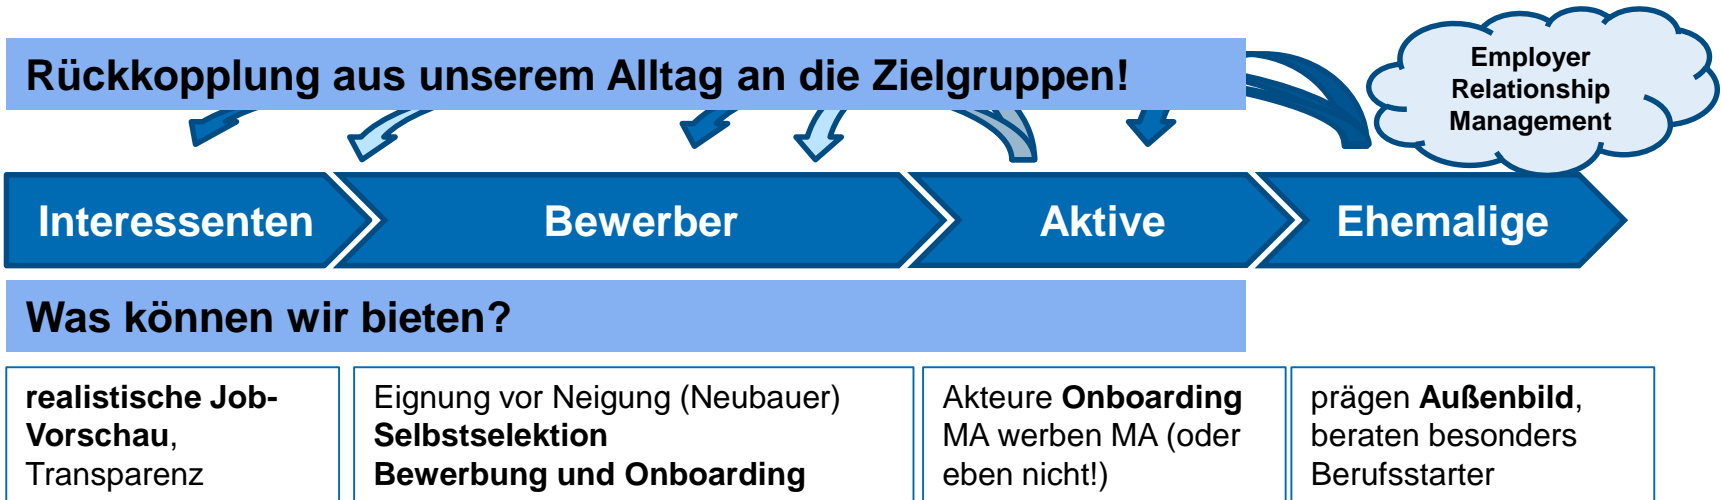 Rückkopplung aus unserem Alltag an die Zielgruppen!
Employer
Relationship
Management
Interessenten
Bewerber
Aktive
Ehemalige
Was können wir bieten?
realistische Job-
Vorschau,
Transparenz
Eignung vor Neigung (Neubauer)
Selbstselektion
Bewerbung und Onboarding
Akteure Onboarding
MA werben MA (oder
eben nicht!)
prägen Außenbild,
beraten besonders
Berufsstarter